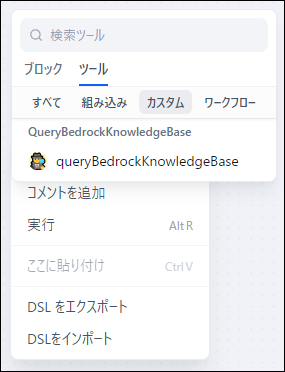 検索ツール
ブロック ツール
すべて 組み込み カスタム ワークフロー
QueryBedrockKnowledgeBase
queryBedrockKnowledgeBase
コメントを追加
実行 Alt R
ここに貼り付け Ctrl V
DSL をエクスポート
DSLをインポート